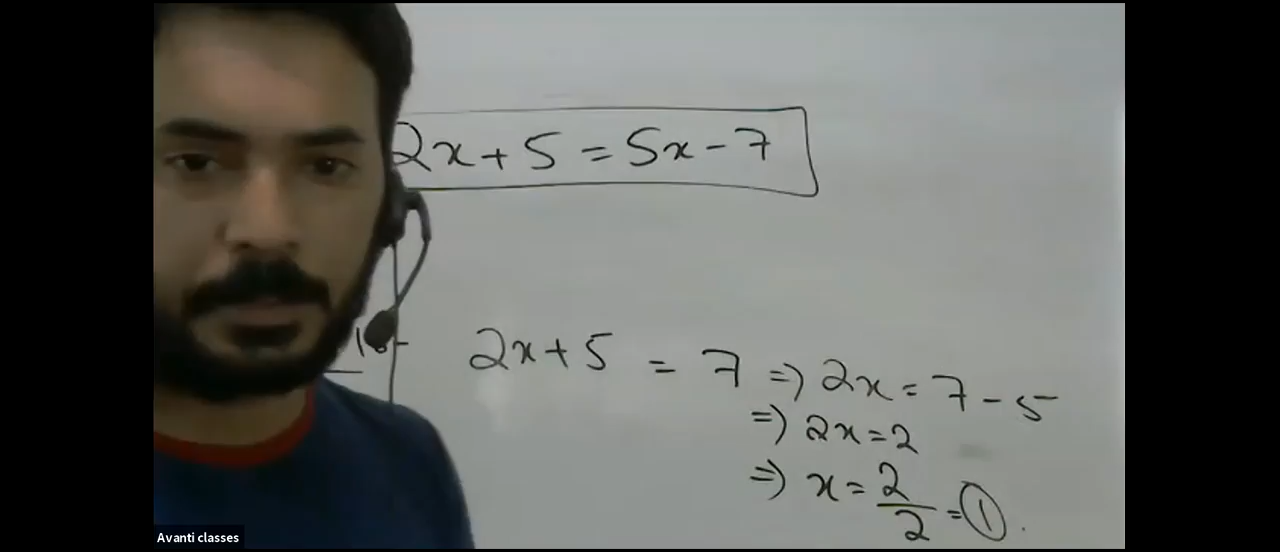 2x + 5 = 5x - 7
2x + 5 = 7 => 2x = 7 - 5
=> 2x = 2
=> x = 2/2 = 1.
Avanti classes